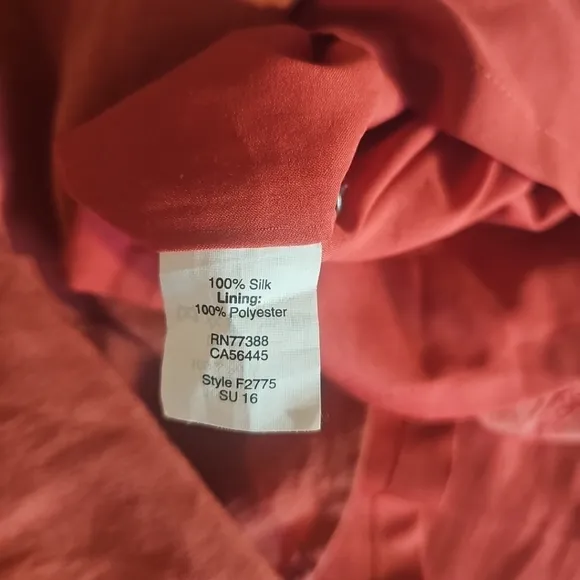 100% Silk
Lining:
100% Polyester
RN77388
CA56445
Style F2775
SU 16